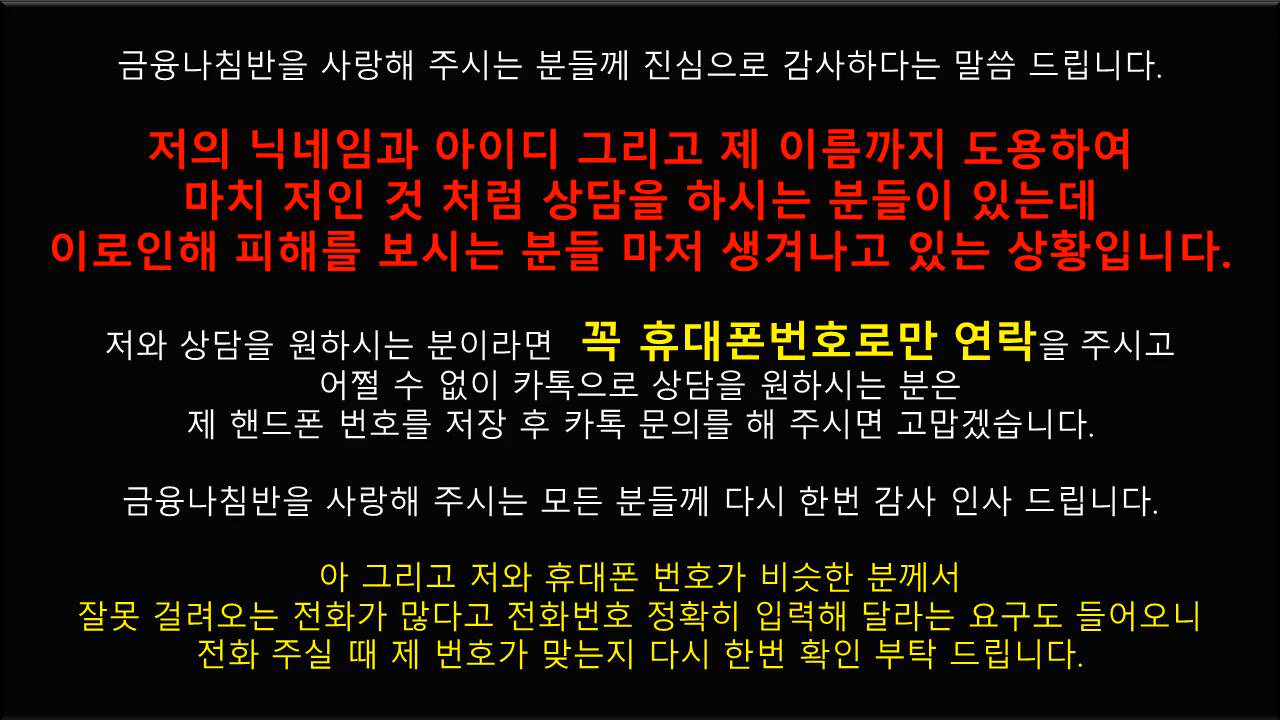 금융나침반을 사랑해 주시는 분들께 진심으로 감사하다는 말씀 드립니다.
저의 닉네임과 아이디 그리고 제 이름까지 도용하여
마치 저인 것 처럼 상담을 하시는 분들이 있는데
이로인해 피해를 보시는 분들 마저 생겨나고 있는 상황입니다.
저와 상담을 원하시는 분이라면 꼭 휴대폰번호로만 연락을 주시고
어쩔 수 없이 카톡으로 상담을 원하시는 분은
제 핸드폰 번호를 저장 후 카톡 문의를 해 주시면 고맙겠습니다.
금융나침반을 사랑해 주시는 모든 분들께 다시 한번 감사 인사 드립니다.
아 그리고 저와 휴대폰 번호가 비슷한 분께서
잘못 걸려오는 전화가 많다고 전화번호 정확히 입력해 달라는 요구도 들어오니
전화 주실 때 제 번호가 맞는지 다시 한번 확인 부탁 드립니다.